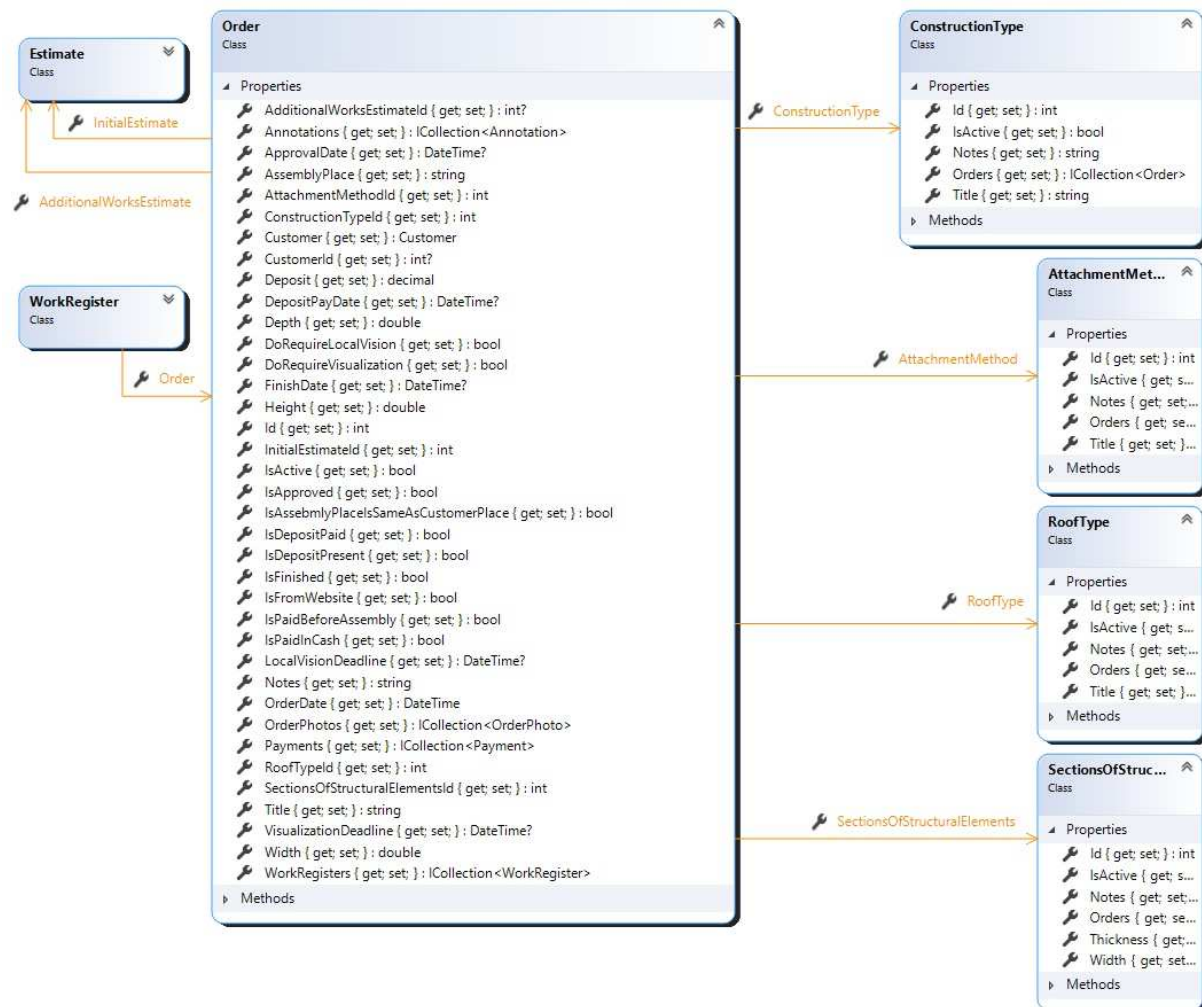 Estimate
Class
InitialEstimate
AdditionalWorksEstimate
WorkRegister
Class
Order
Order
Class
Properties
AdditionalWorksEstimateId { get; set; } : int?
Annotations { get; set; } : ICollection<Annotation>
ApprovalDate { get; set; } : DateTime?
AssemblyPlace { get; set; } : string
AttachmentMethodId { get; set; } : int
ConstructionTypeId { get; set; } : int
Customer { get; set; } : Customer
CustomerId { get; set; } : int?
Deposit { get; set; } : decimal
DepositPayDate { get; set; } : DateTime?
Depth { get; set; } : double
DoRequireLocalVision { get; set; } : bool
DoRequireVisualization { get; set; } : bool
FinishDate { get; set; } : DateTime?
Height { get; set; } : double
Id { get; set; } : int
InitialEstimateId { get; set; } : int
IsActive { get; set; } : bool
IsApproved { get; set; } : bool
IsAssebmlyPlaceIsSameAsCustomerPlace { get; set; } : bool
IsDepositPaid { get; set; } : bool
IsDepositPresent { get; set; } : bool
IsFinished { get; set; } : bool
IsFromWebsite { get; set; } : bool
IsPaidBeforeAssembly { get; set; } : bool
IsPaidInCash { get; set; } : bool
LocalVisionDeadline { get; set; } : DateTime?
Notes { get; set; } : string
OrderDate { get; set; } : DateTime
OrderPhotos { get; set; } : ICollection<OrderPhoto>
Payments { get; set; } : ICollection<Payment>
RoofTypeId { get; set; } : int
SectionsOfStructuralElementsId { get; set; } : int
Title { get; set; } : string
VisualizationDeadline { get; set; } : DateTime?
Width { get; set; } : double
WorkRegisters { get; set; } : ICollection<WorkRegister>
Methods
ConstructionType
AttachmentMethod
RoofType
SectionsOfStructuralElements
ConstructionType
Class
Properties
Id { get; set; } : int
IsActive { get; set; } : bool
Notes { get; set; } : string
Orders { get; set; } : ICollection<Order>
Title { get; set; } : string
Methods
AttachmentMet...
Class
Properties
Id { get; set; } : int
IsActive { get; s...
Notes { get; set;...
Orders { get; se...
Title { get; set; }...
Methods
RoofType
Class
Properties
Id { get; set; } : int
IsActive { get; s...
Notes { get; set;...
Orders { get; se...
Title { get; set; }...
Methods
SectionsOfStruc...
Class
Properties
Id { get; set; } : int
IsActive { get; s...
Notes { get; set;...
Orders { get; se...
Thickness { get;...
Width { get; set...
Methods